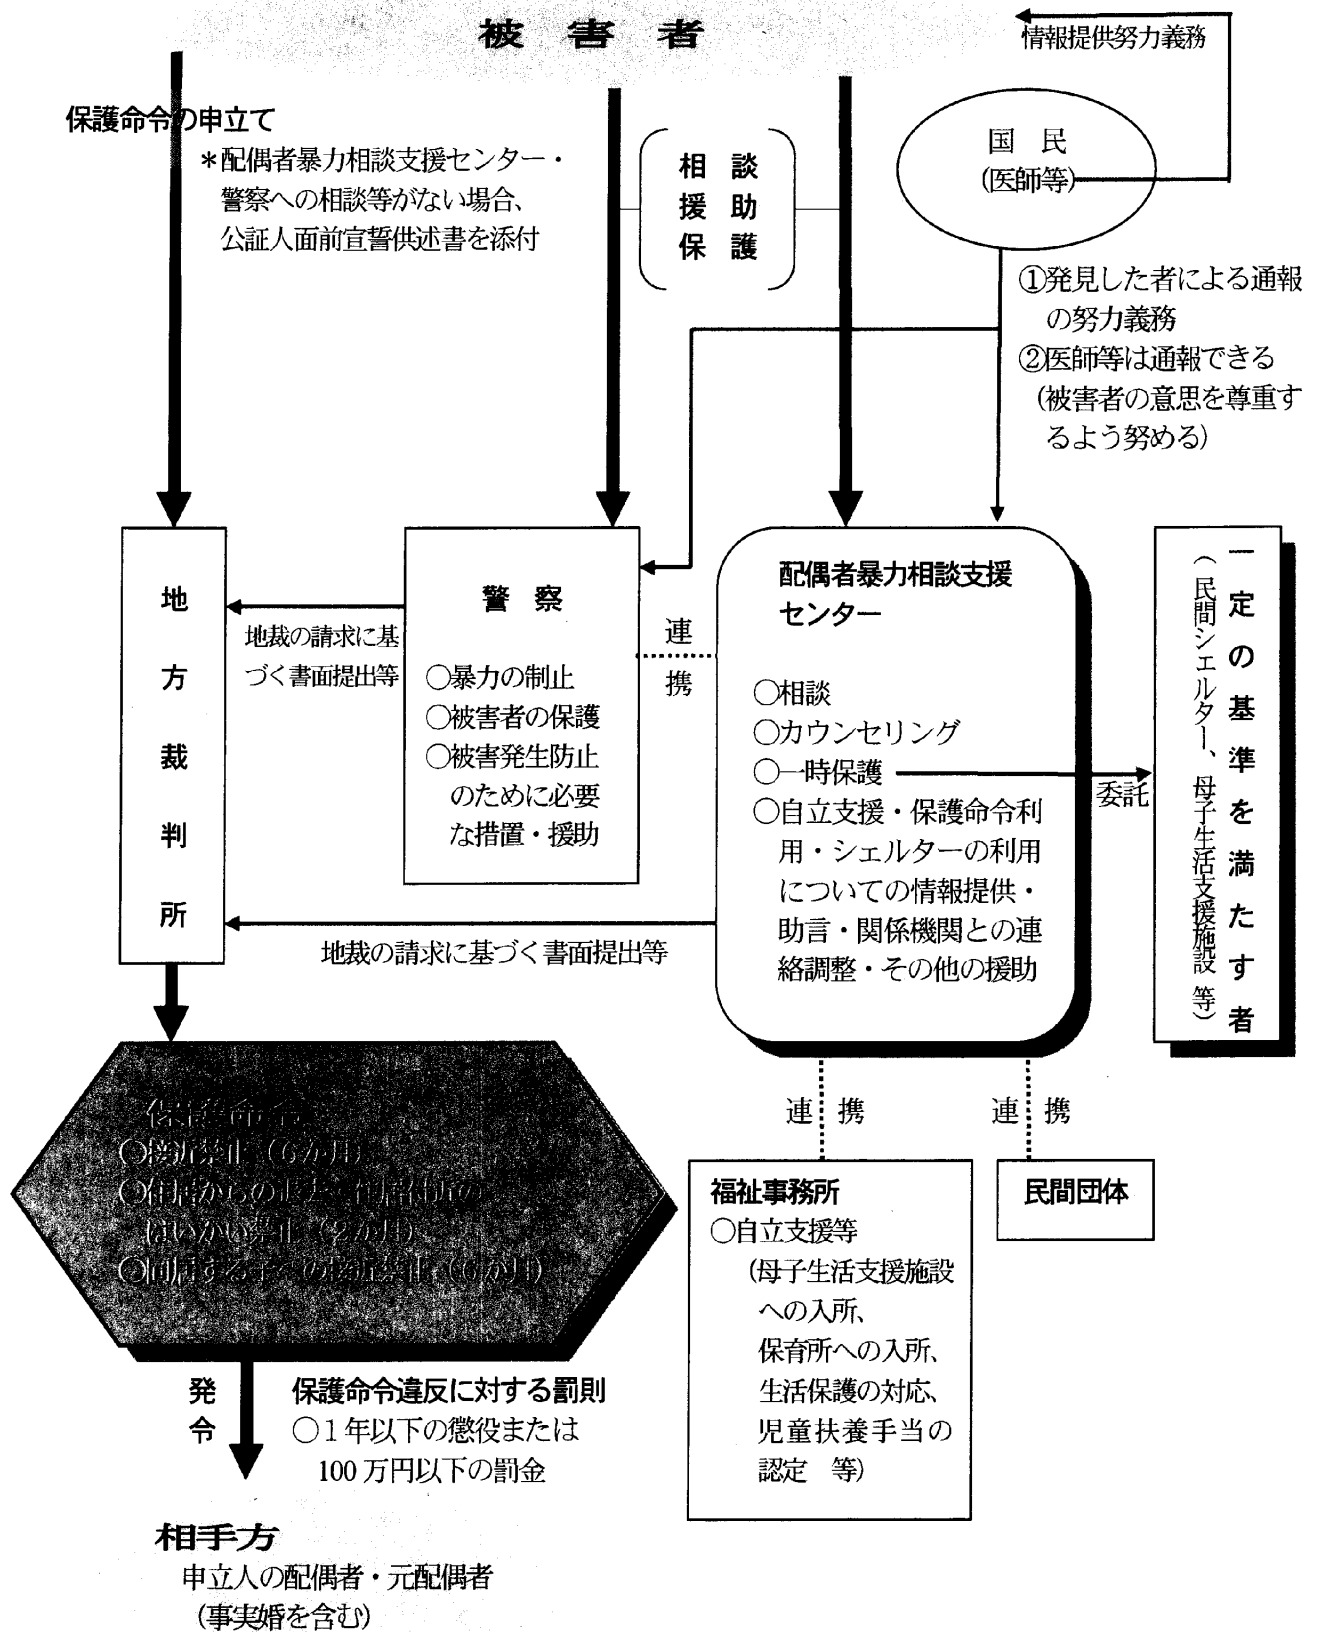 被害者
情報提供努力義務
保護命令の申立て
＊配偶者暴力相談支援センター・
警察への相談等がない場合、
公証人面前宣誓供述書を添付
相談
援助
保護
国民
(医師等)
①発見した者による通報
の努力義務
②医師等は通報できる
(被害者の意思を尊重す
るよう努める)
地方裁判所
地裁の請求に基
づく書面提出等
警察
○暴力の制止
○被害者の保護
○被害発生防止
のために必要
な措置・援助
連携
配偶者暴力相談支援
センター
○相談
○カウンセリング
○一時保護
○自立支援・保護命令利
用・シェルターの利用
についての情報提供・
助言・関係機関との連
絡調整・その他の援助
委託
一定の基準を満たす者
(民間シェルター、母子生活支援施設 等)
地裁の請求に基づく書面提出等
保護命令
○接近禁止（6か月）
○住居からの退去、住居付近の
はいかい禁止（2か月）
○同居する子への接近禁止（6か月）
連携
連携
福祉事務所
○自立支援等
(母子生活支援施設
への入所、
保育所への入所、
生活保護の対応、
児童扶養手当の
認定 等)
民間団体
発令
保護命令違反に対する罰則
○1年以下の懲役または
100万円以下の罰金
相手方
申立人の配偶者・元配偶者
(事実婚を含む)